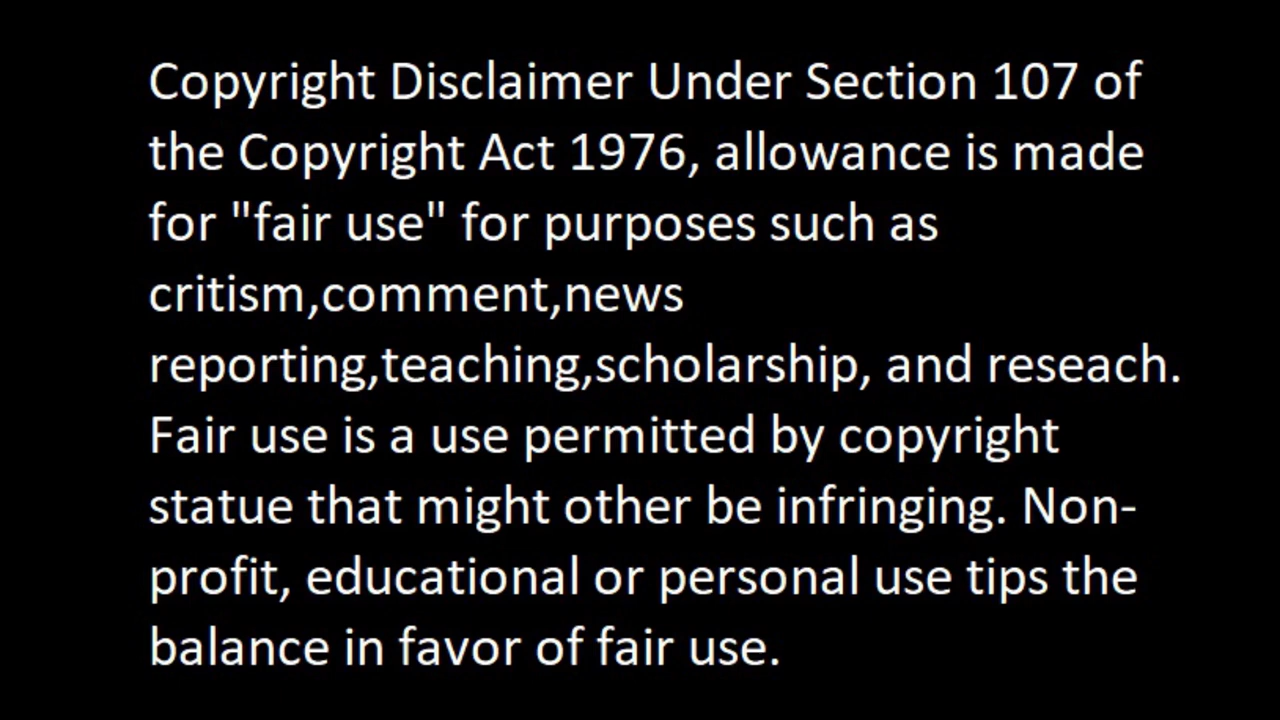 Copyright Disclaimer Under Section 107 of
the Copyright Act 1976, allowance is made
for "fair use" for purposes such as
critism,comment,news
reporting,teaching,scholarship, and reseach.
Fair use is a use permitted by copyright
statue that might other be infringing. Non-
profit, educational or personal use tips the
balance in favor of fair use.